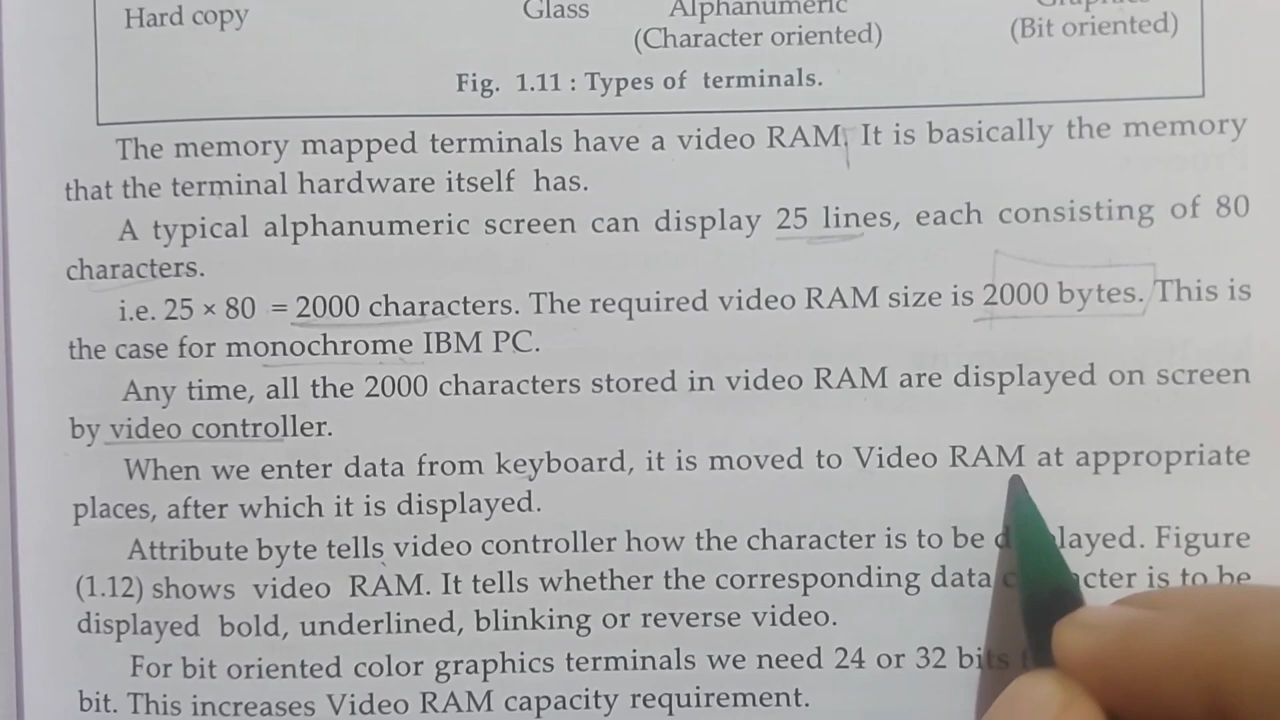 Hard copy Glass Alphanumeric
(Character oriented) (Bit oriented)
Fig. 1.11 : Types of terminals.
The memory mapped terminals have a video RAM. It is basically the memory
that the terminal hardware itself has.
A typical alphanumeric screen can display 25 lines, each consisting of 80
characters.
i.e. 25 × 80 = 2000 characters. The required video RAM size is 2000 bytes. This is
the case for monochrome IBM PC.
Any time, all the 2000 characters stored in video RAM are displayed on screen
by video controller.
When we enter data from keyboard, it is moved to Video RAM at appropriate
places, after which it is displayed.
Attribute byte tells video controller how the character is to be Figure
(1.12) shows video RAM. It tells whether the corresponding data is to be
displayed bold, underlined, blinking or reverse video.
For bit oriented color graphics terminals we need 24 or 32 bits
bit. This increases Video RAM capacity requirement.